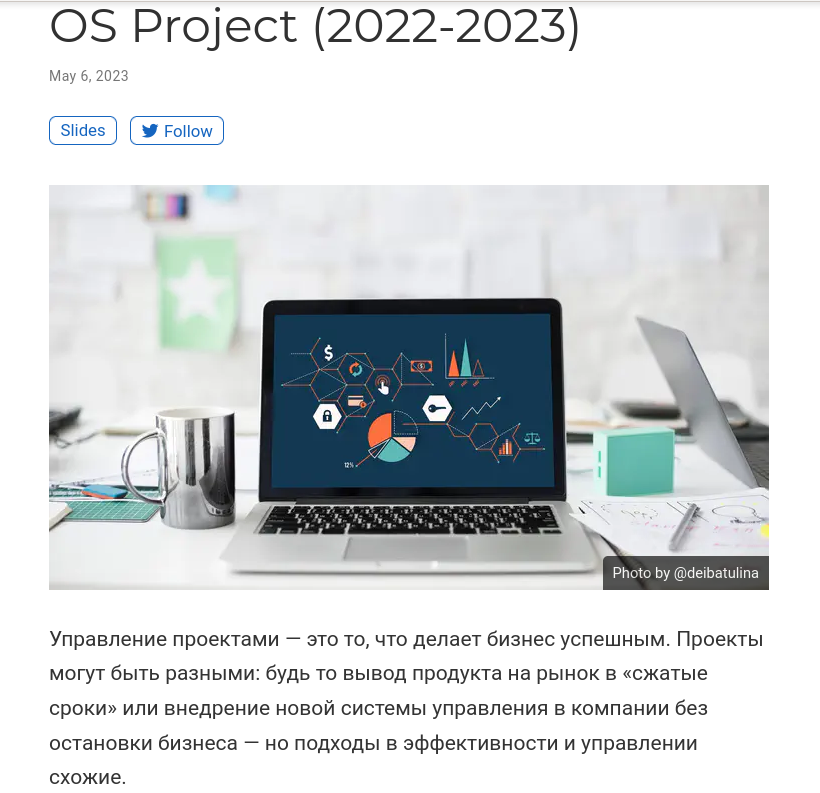 OS Project (2022-2023)
May 6, 2023
Slides
Follow
$
12%
Photo by @deibatulina
Управление проектами — это то, что делает бизнес успешным. Проекты
могут быть разными: будь то вывод продукта на рынок в «сжатые
сроки» или внедрение новой системы управления в компании без
остановки бизнеса — но подходы в эффективности и управлении
схожие.